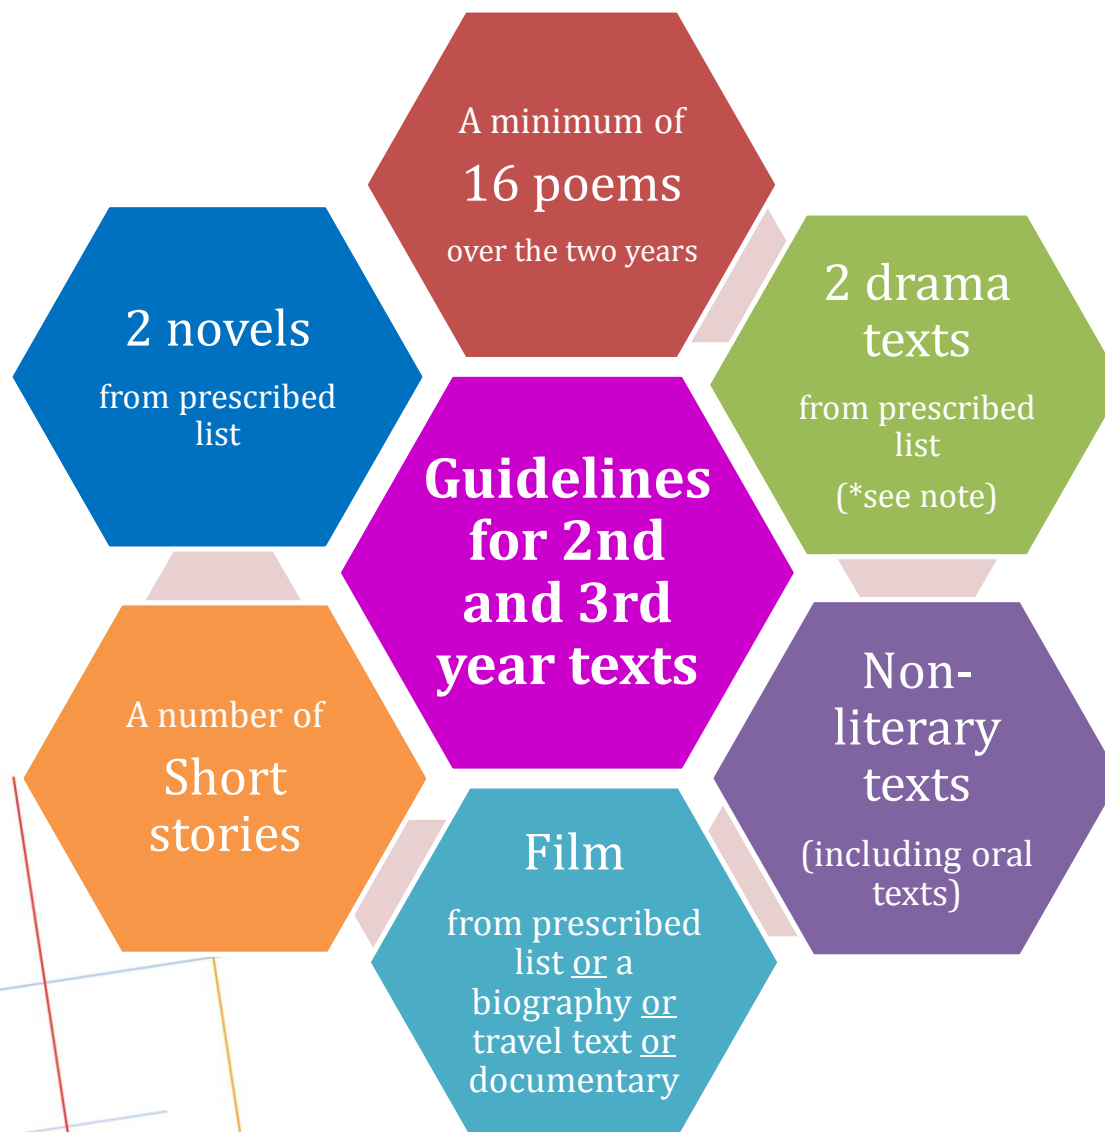 A minimum of
16 poems
over the two years
2 drama
texts
from prescribed
list
(*see note)
Non-
literary
texts
(including oral
texts)
Film
from prescribed
list or a
biography or
travel text or
documentary
A number of
Short
stories
2 novels
from prescribed
list
Guidelines
for 2nd
and 3rd
year texts